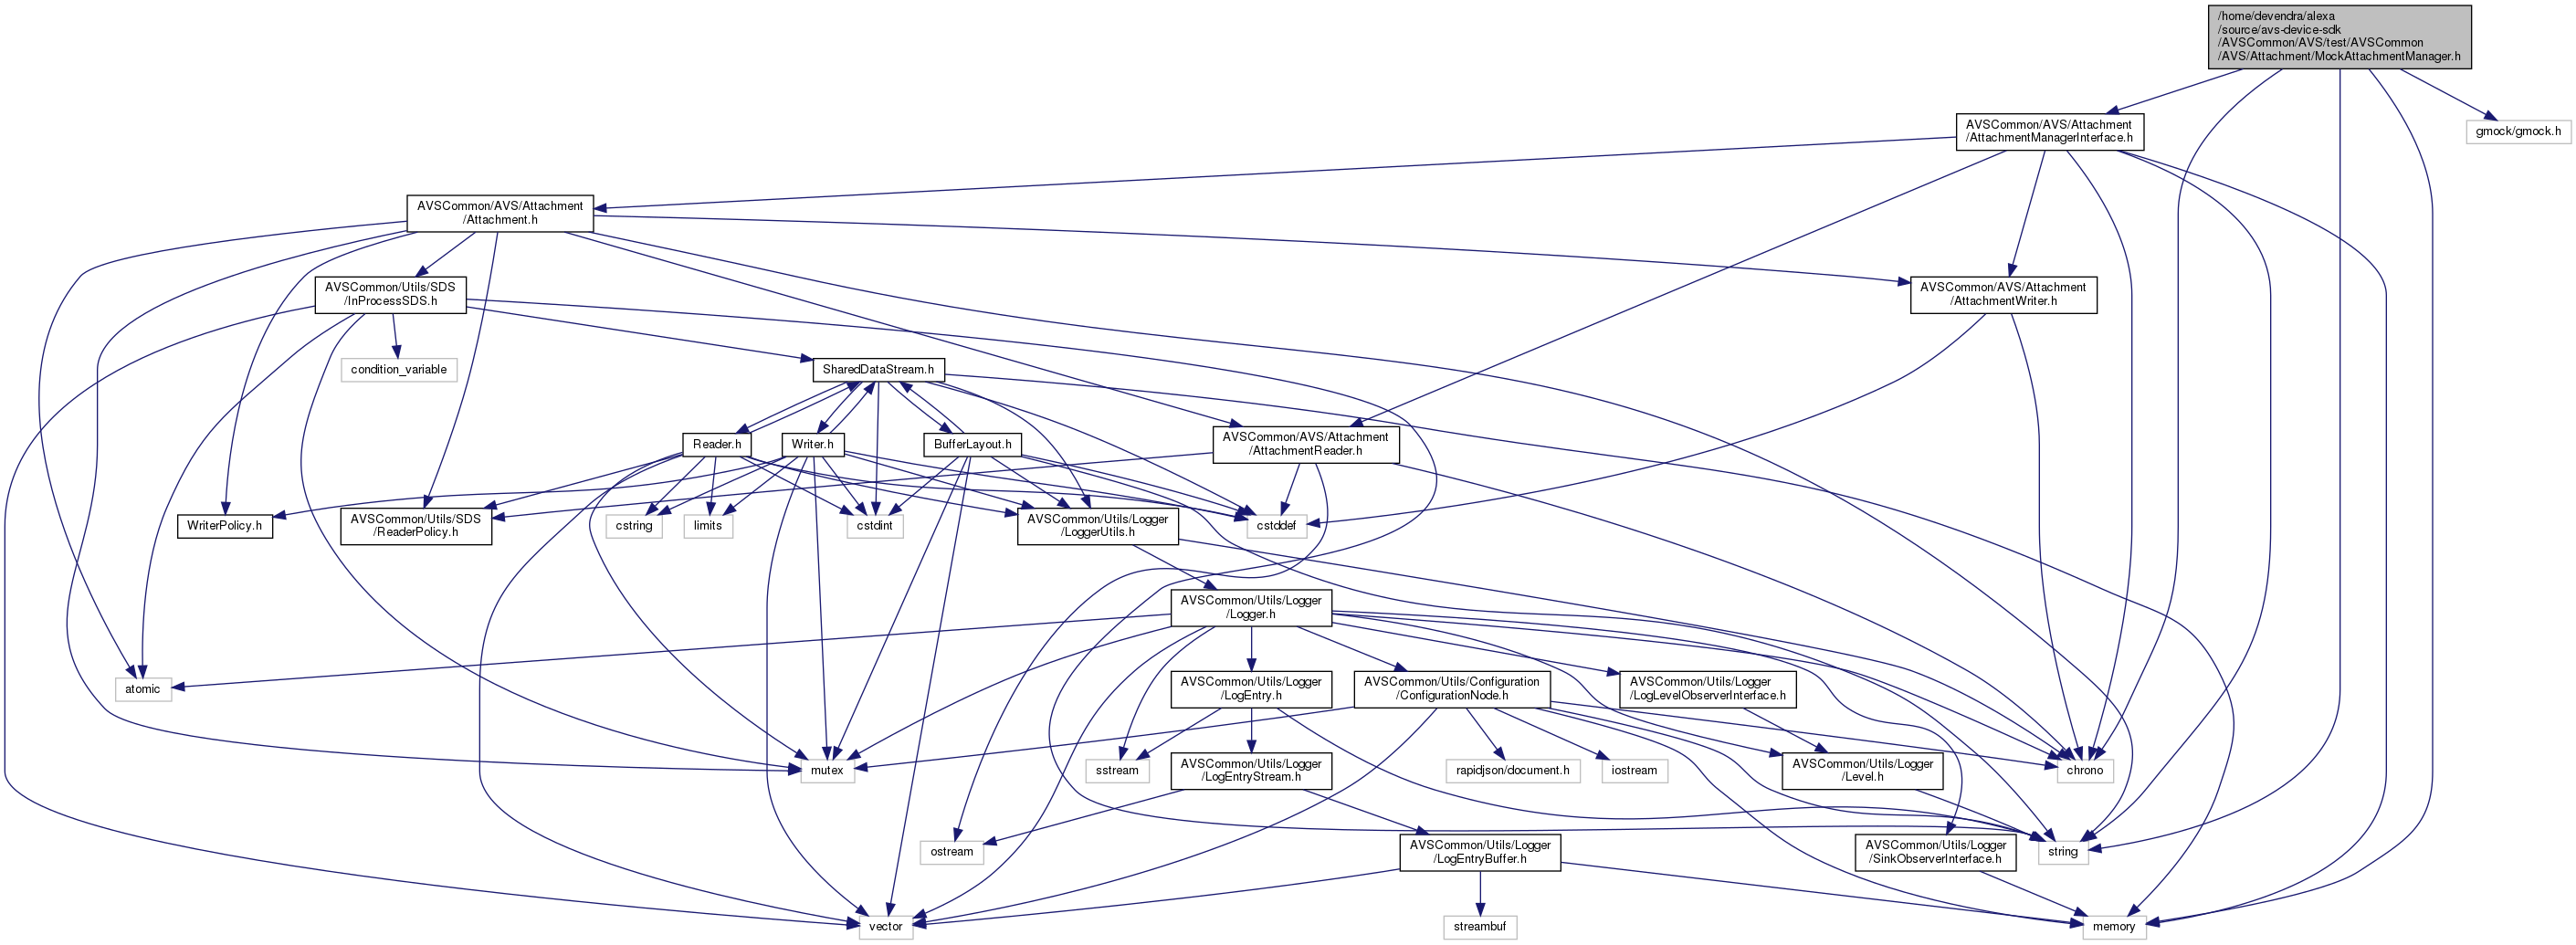 /home/devendra/alexa
/source/avs-device-sdk
/AVSCommon/AVS/test/AVSCommon
/AVS/Attachment/MockAttachmentManager.h
AVSCommon/AVS/Attachment
/AttachmentManagerInterface.h
gmock/gmock.h
AVSCommon/AVS/Attachment
/Attachment.h
AVSCommon/Utils/SDS
/InProcessSDS.h
AVSCommon/AVS/Attachment
/AttachmentWriter.h
condition_variable
SharedDataStream.h
Reader.h
Writer.h
BufferLayout.h
AVSCommon/AVS/Attachment
/AttachmentReader.h
WriterPolicy.h
AVSCommon/Utils/SDS
/ReaderPolicy.h
cstring
limits
cstdint
AVSCommon/Utils/Logger
/LoggerUtils.h
cstddef
AVSCommon/Utils/Logger
/Logger.h
atomic
AVSCommon/Utils/Logger
/LogEntry.h
AVSCommon/Utils/Configuration
/ConfigurationNode.h
AVSCommon/Utils/Logger
/LogLevelObserverInterface.h
mutex
sstream
AVSCommon/Utils/Logger
/LogEntryStream.h
rapidjson/document.h
iostream
AVSCommon/Utils/Logger
/Level.h
chrono
ostream
AVSCommon/Utils/Logger
/LogEntryBuffer.h
AVSCommon/Utils/Logger
/SinkObserverInterface.h
string
vector
streambuf
memory